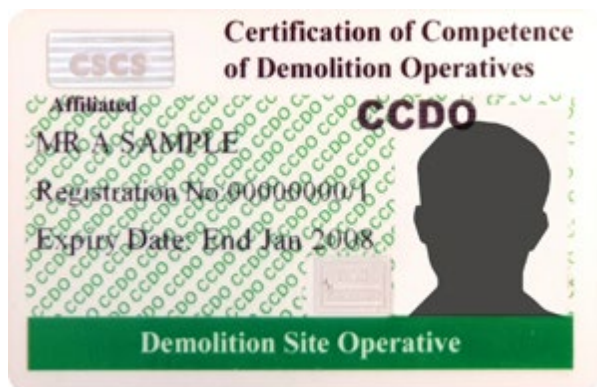 CSCS
Certification of Competence
of Demolition Operatives
Affiliated
CCDO
MR A SAMPLE
Registration No 00000000/1
Expiry Date: End Jan 2008
Demolition Site Operative